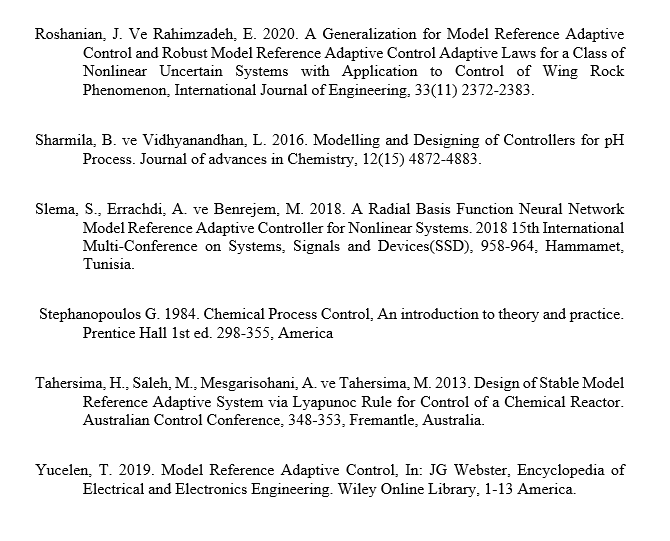 Roshanian, J. Ve Rahimzadeh, E. 2020. A Generalization for Model Reference Adaptive
Control and Robust Model Reference Adaptive Control Adaptive Laws for a Class of
Nonlinear Uncertain Systems with Application to Control of Wing Rock
Phenomenon, International Journal of Engineering, 33(11) 2372-2383.
Sharmila, B. ve Vidhyanandhan, L. 2016. Modelling and Designing of Controllers for pH
Process. Journal of advances in Chemistry, 12(15) 4872-4883.
Slema, S., Errachdi, A. ve Benrejem, M. 2018. A Radial Basis Function Neural Network
Model Reference Adaptive Controller for Nonlinear Systems. 2018 15th International
Multi-Conference on Systems, Signals and Devices(SSD), 958-964, Hammamet,
Tunisia.
Stephanopoulos G. 1984. Chemical Process Control, An introduction to theory and practice.
Prentice Hall 1st ed. 298-355, America
Tahersima, H., Saleh, M., Mesgarisohani, A. ve Tahersima, M. 2013. Design of Stable Model
Reference Adaptive System via Lyapunoc Rule for Control of a Chemical Reactor.
Australian Control Conference, 348-353, Fremantle, Australia.
Yucelen, T. 2019. Model Reference Adaptive Control, In: JG Webster, Encyclopedia of
Electrical and Electronics Engineering. Wiley Online Library, 1-13 America.